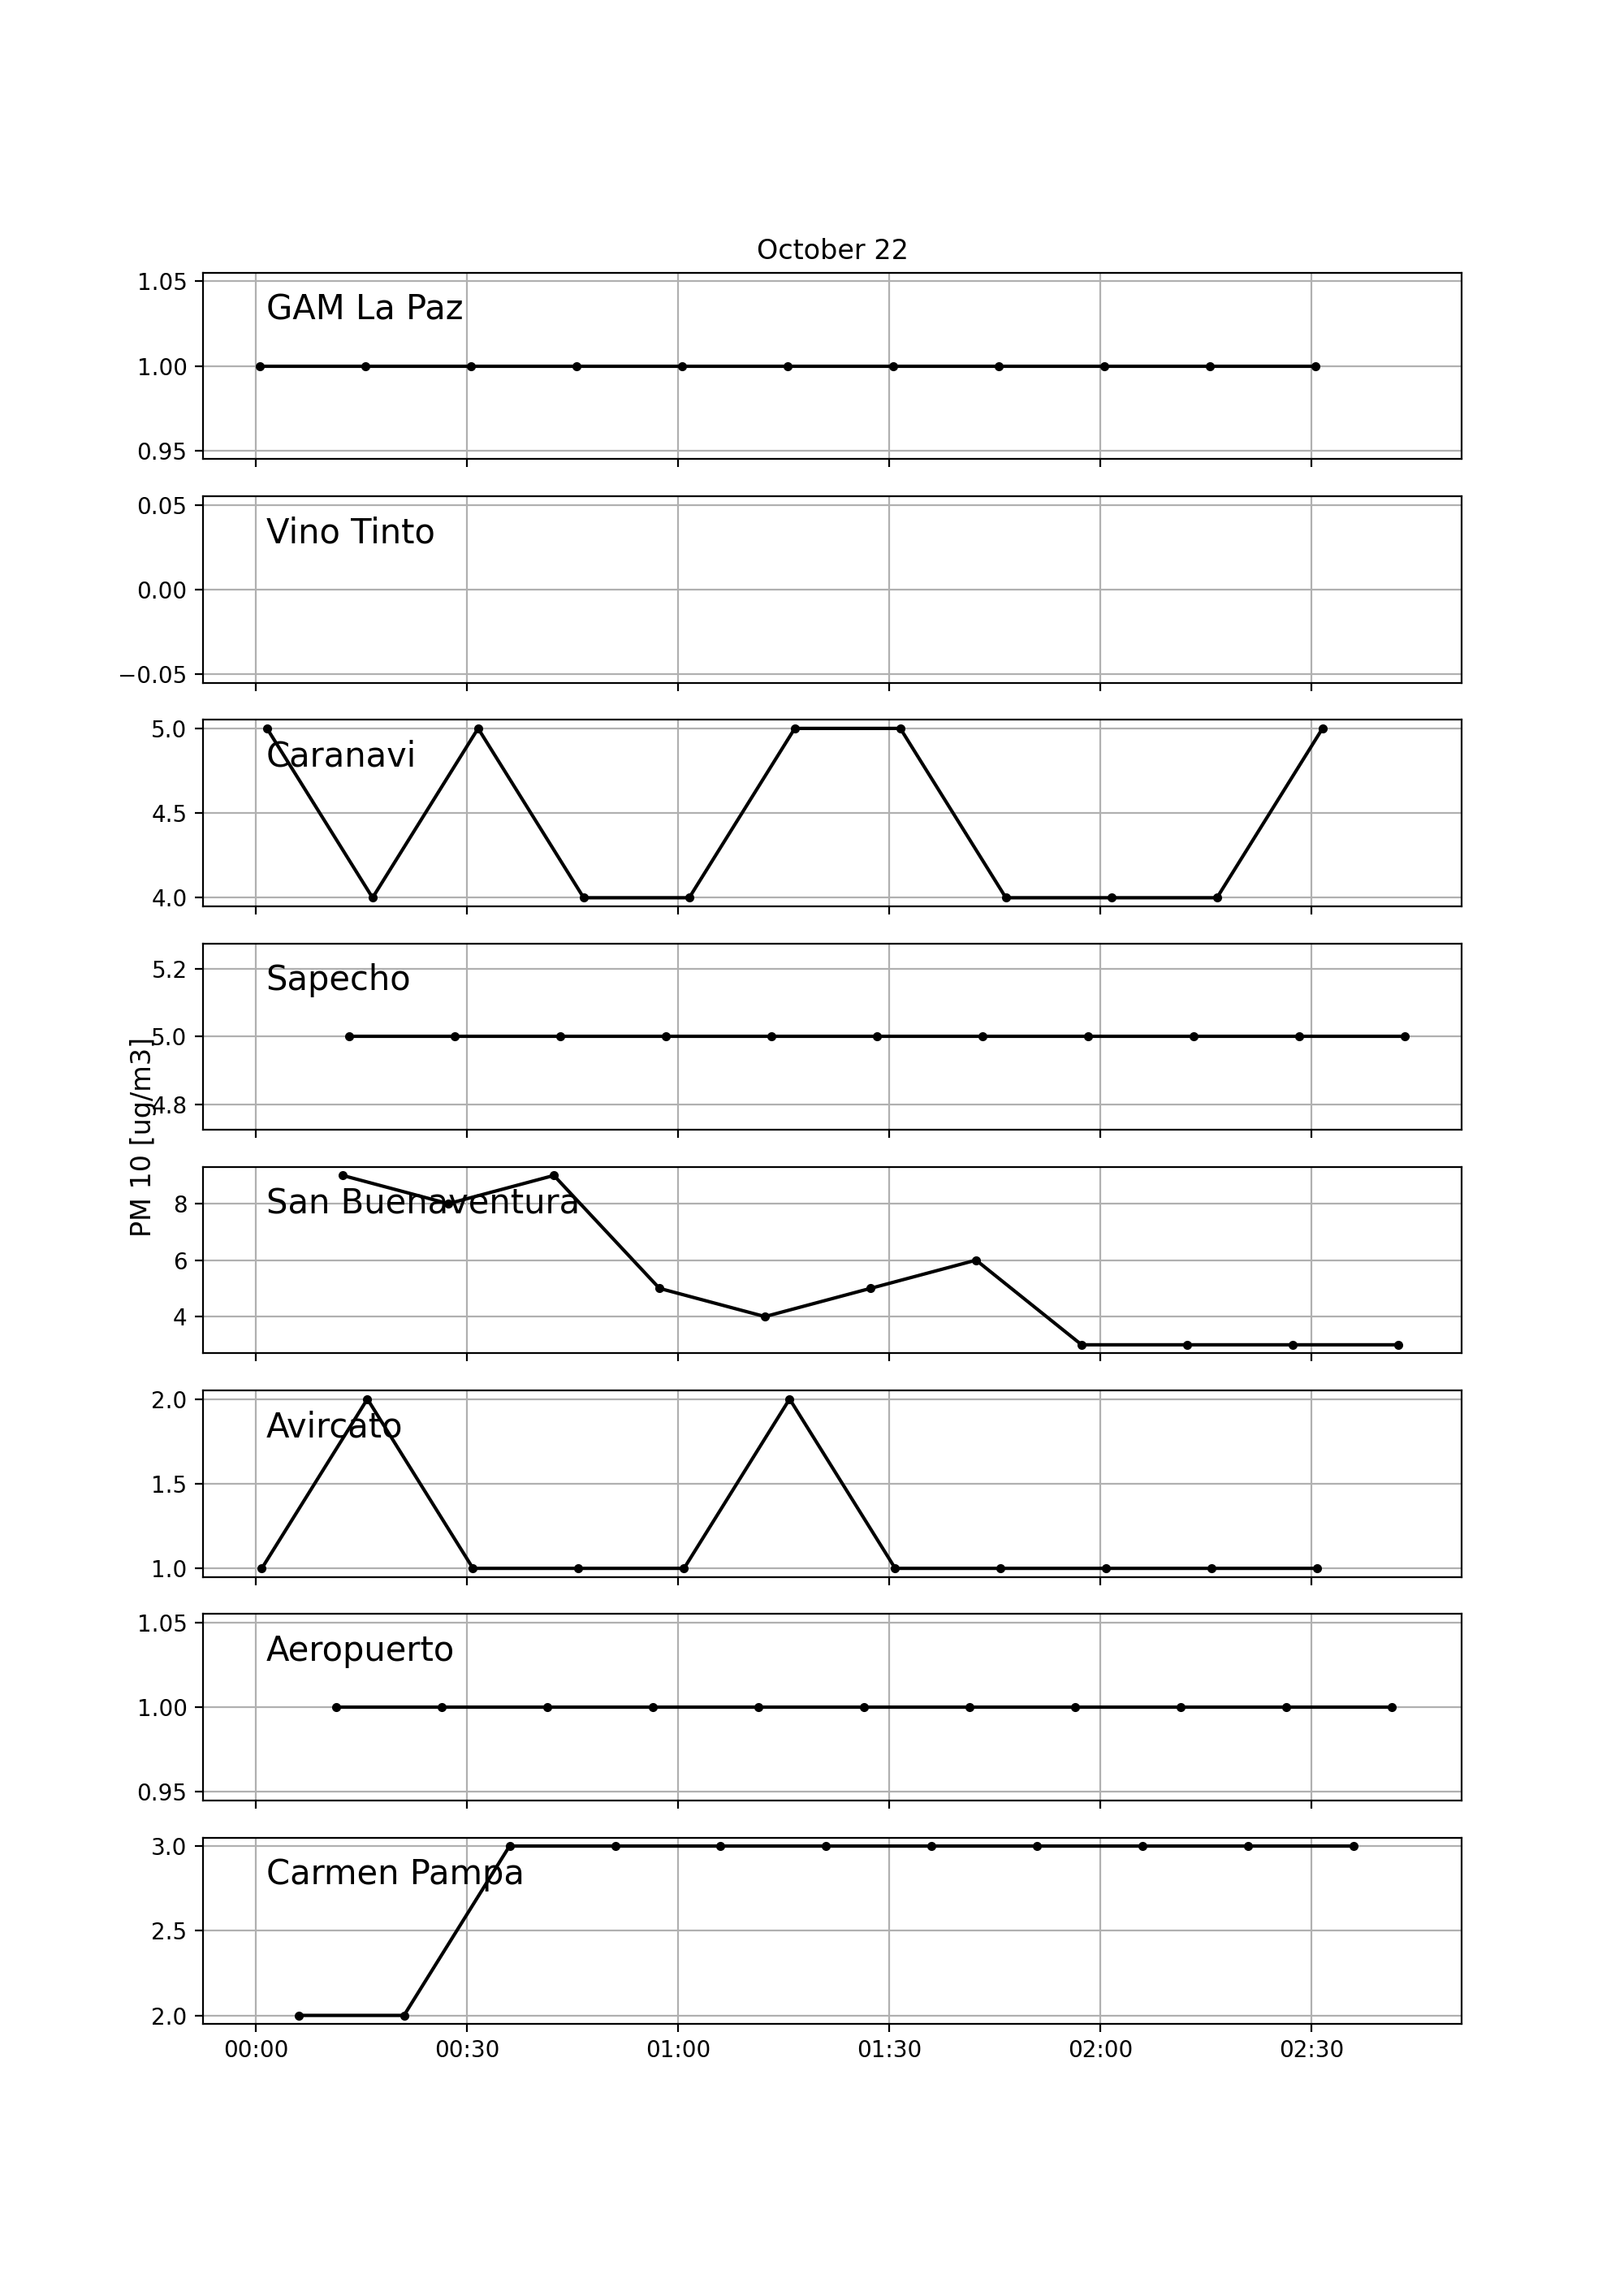 October 22
1.05
GAM La Paz
1.00
0.95
0.05
Vino Tinto
0.00
−0.05
5.0
Caranavi
4.5
4.0
5.2
Sapecho
5.0
4.8
PM 10 [ug/m3]
8
San Buenaventura
6
4
2.0
Avircato
1.5
1.0
1.05
Aeropuerto
1.00
0.95
3.0
Carmen Pampa
2.5
2.0
00:00 00:30 01:00 01:30 02:00 02:30